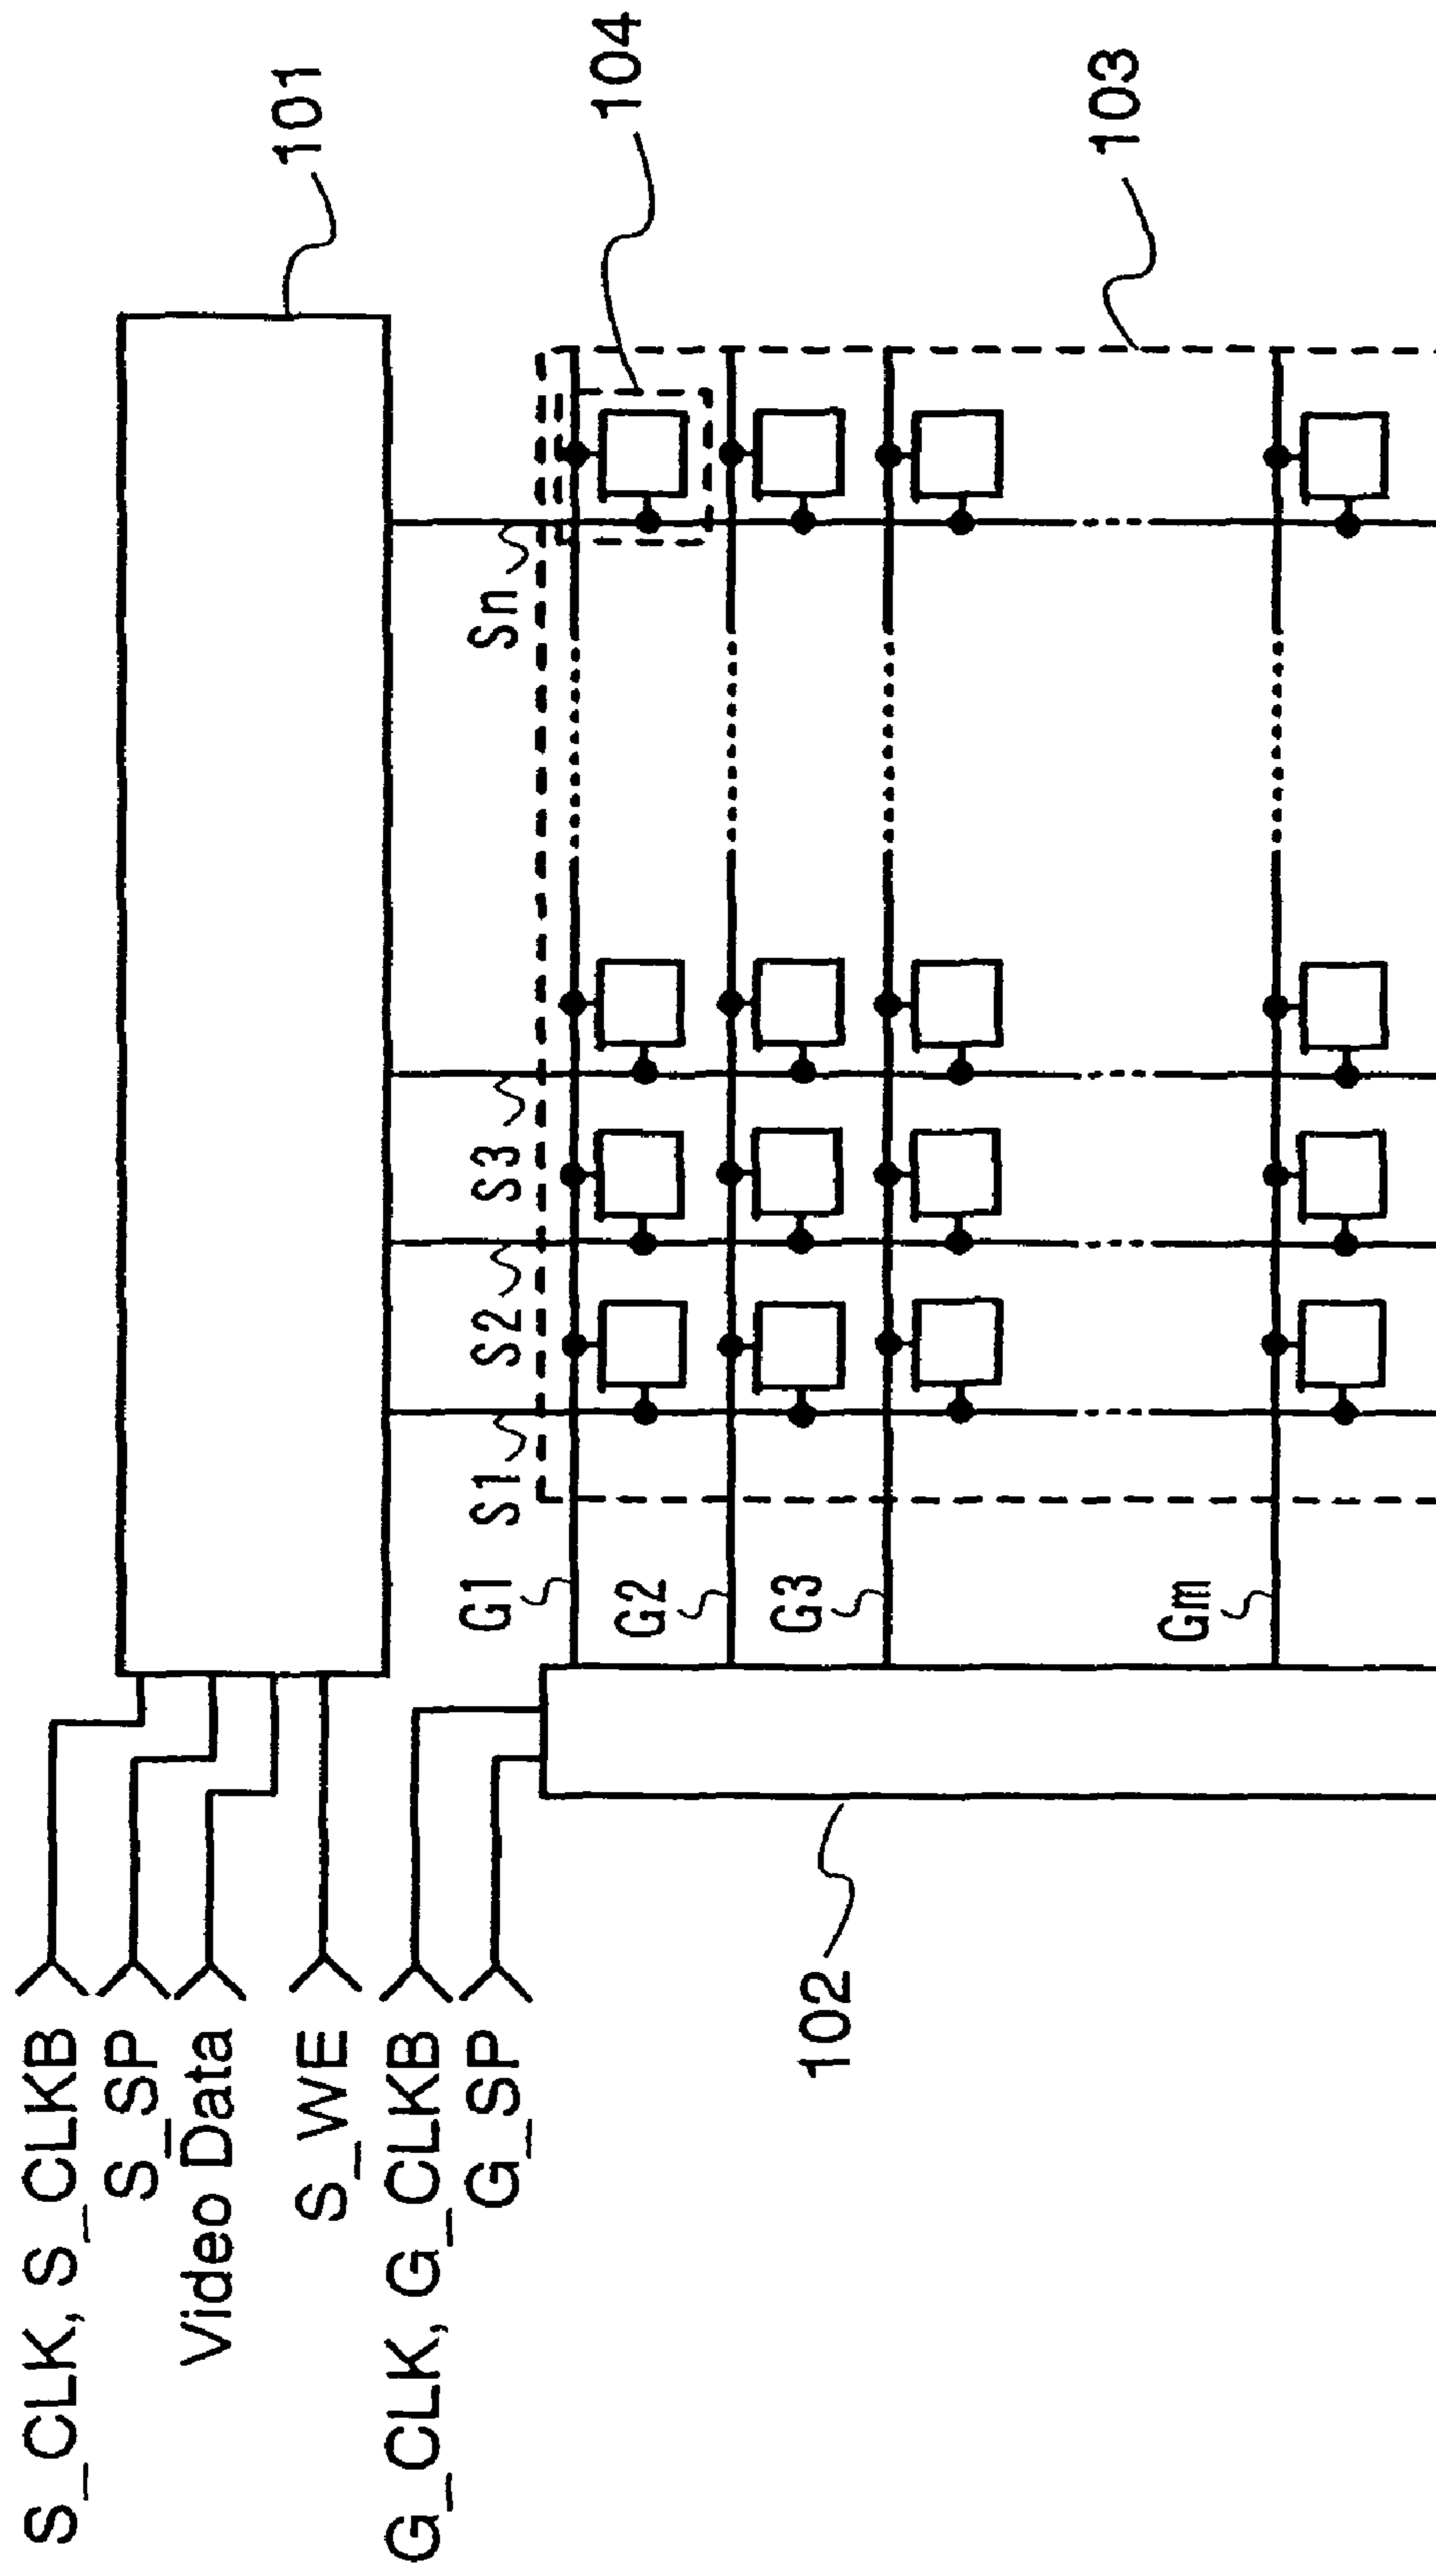 S_CLK, S_CLKB
S_SP
Video Data
S_WE
G_CLK, G_CLKB
G_SP
101
104
103
102
S1
S2
S3
Sn
G1
G2
G3
Gm